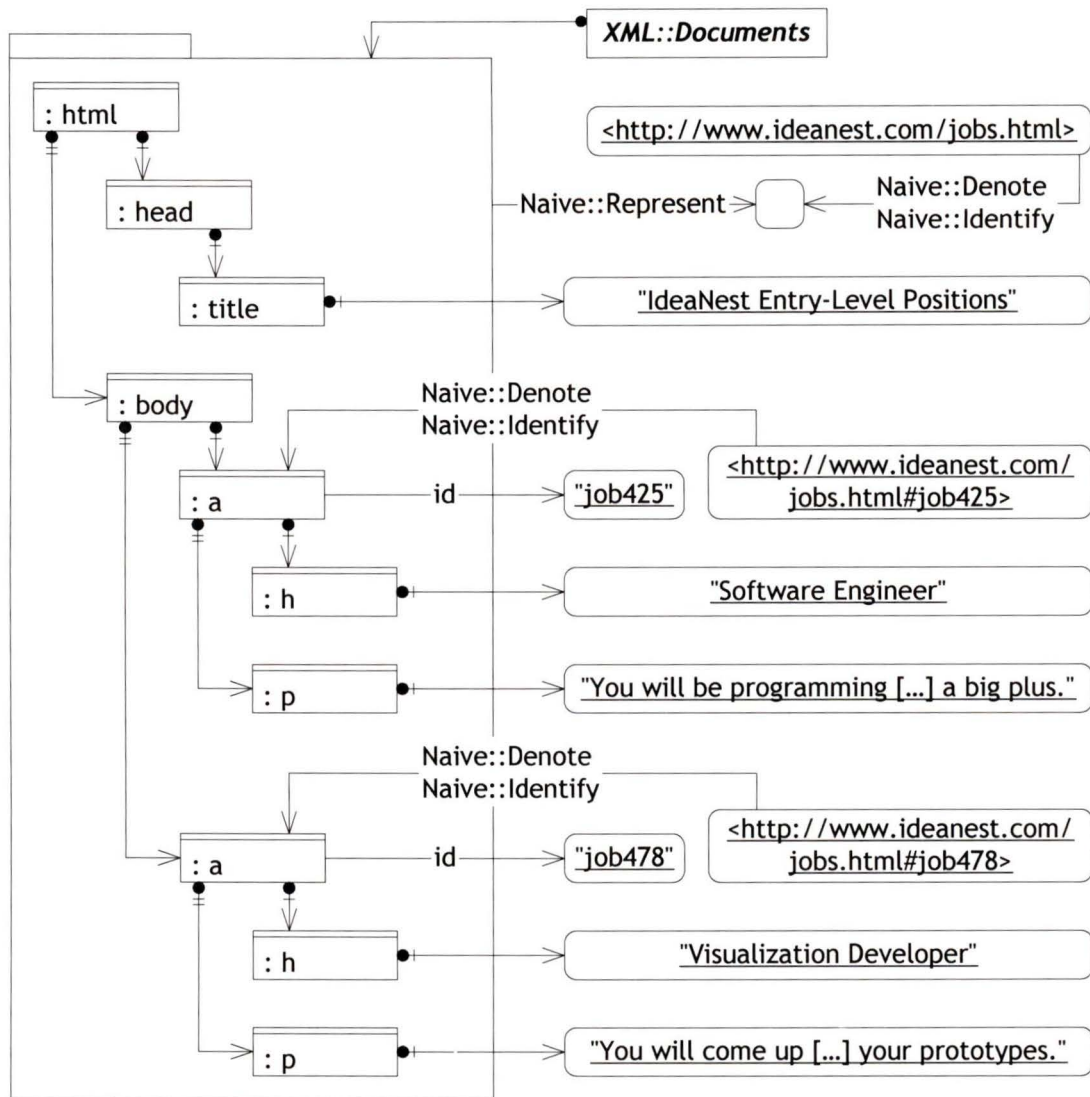 XML::Documents
: html
<http://www.ideanest.com/jobs.html>
: head
Naive::Represent
Naive::Denote
Naive::Identify
: title
"IdeaNest Entry-Level Positions"
: body
Naive::Denote
Naive::Identify
: a
id
"job425"
<http://www.ideanest.com/
jobs.html#job425>
: h
"Software Engineer"
: p
"You will be programming [...] a big plus."
Naive::Denote
Naive::Identify
: a
id
"job478"
<http://www.ideanest.com/
jobs.html#job478>
: h
"Visualization Developer"
: p
"You will come up [...] your prototypes."